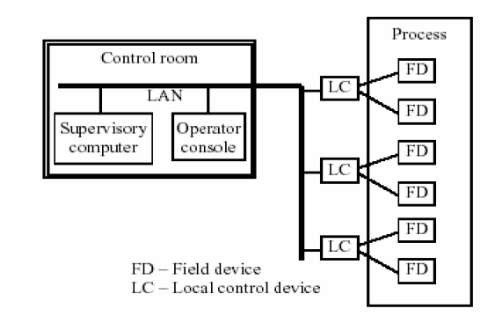 Control room
LAN
Supervisory
computer
Operator
console
Process
LC
FD
FD
LC
FD
FD
LC
FD
FD
FD – Field device
LC – Local control device